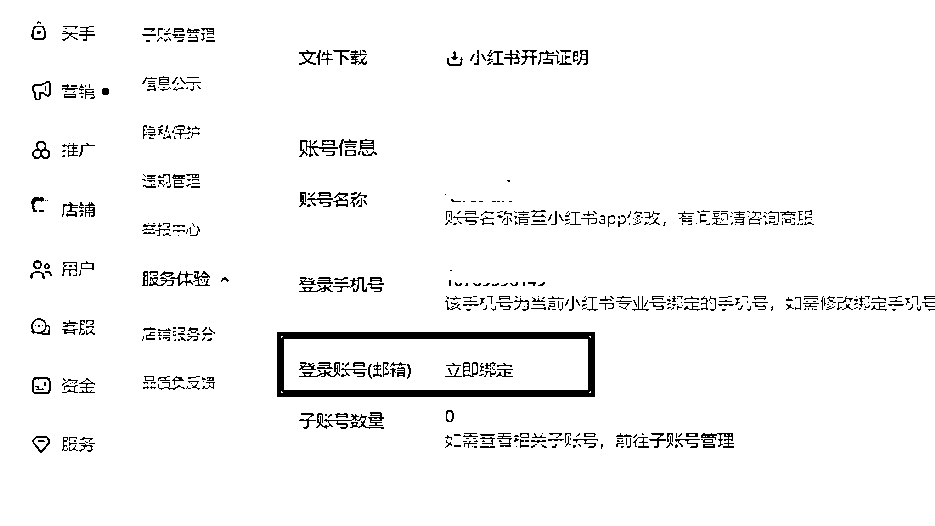 买手
营销
推广
店铺
用户
客服
资金
服务
子账号管理
信息公示
隐私保护
违规管理
举报中心
服务体验
店铺服务分
品质负反馈
文件下载
小红书开店证明
账号信息
账号名称
账号名称请至小红书app修改，有问题请咨询商服
登录手机号
该手机号为当前小红书专业号绑定的手机号，如需修改绑定手机号
登录账号(邮箱)
立即绑定
子账号数量
0
如需查看相关子账号，前往子账号管理